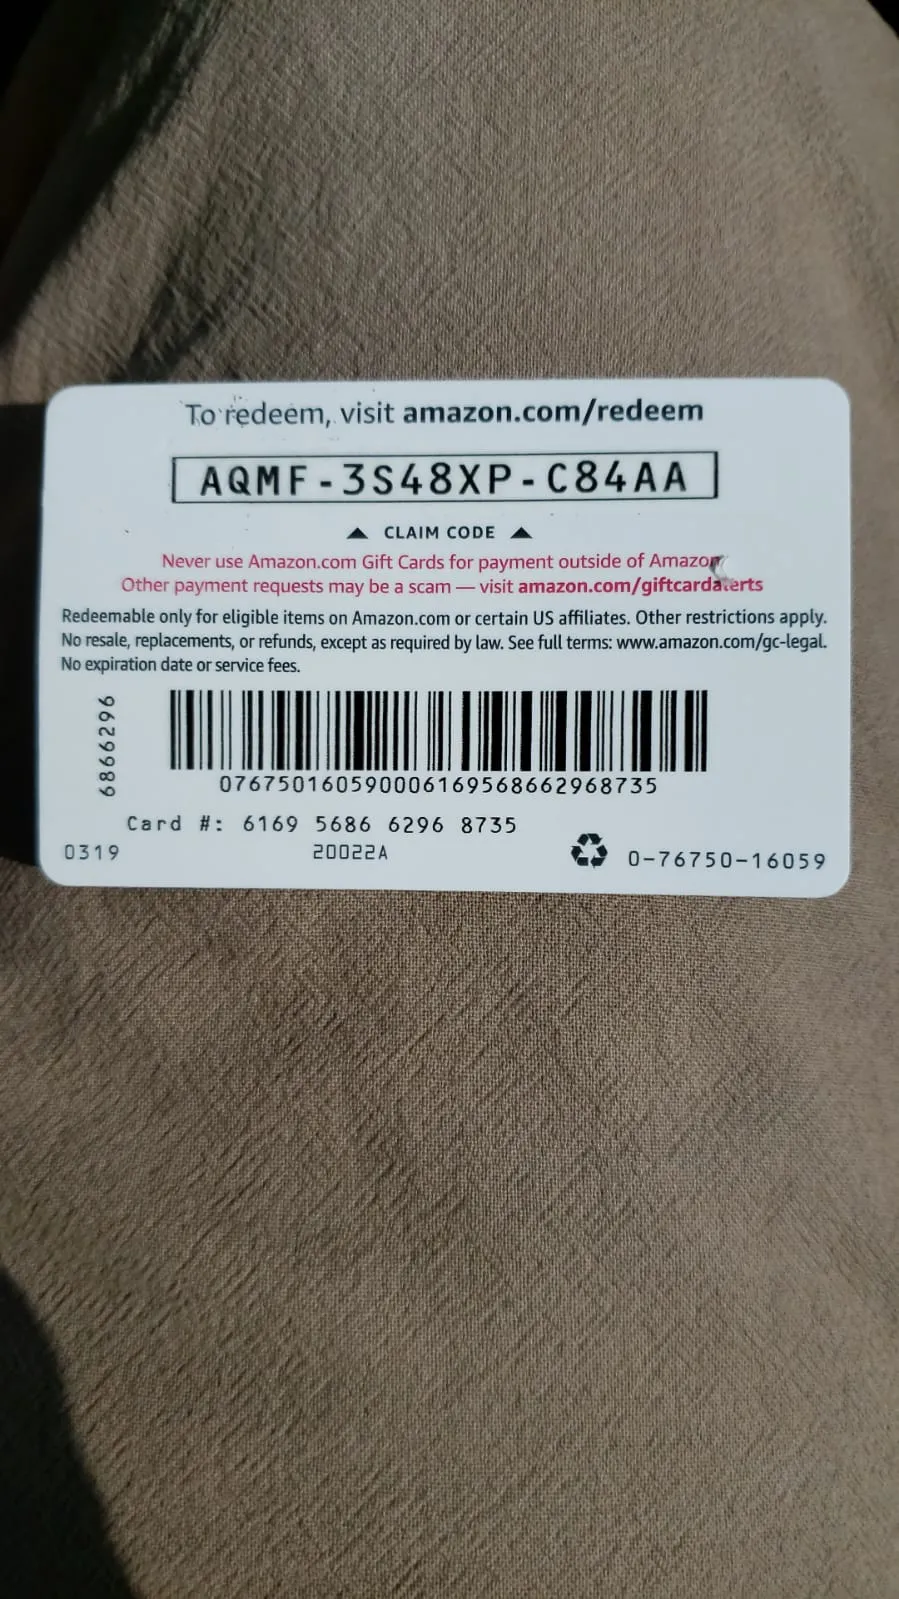 To redeem, visit amazon.com/redeem
AQMF-3S48XP-C84AA
▲ CLAIM CODE ▲
Never use Amazon.com Gift Cards for payment outside of Amazon
Other payment requests may be a scam — visit amazon.com/giftcardalerts
Redeemable only for eligible items on Amazon.com or certain US affiliates. Other restrictions apply.
No resale, replacements, or refunds, except as required by law. See full terms: www.amazon.com/gc-legal.
No expiration date or service fees.
6866296
076750160590006169568662968735
Card #: 6169 5686 6296 8735
0319 20022A 0-76750-16059